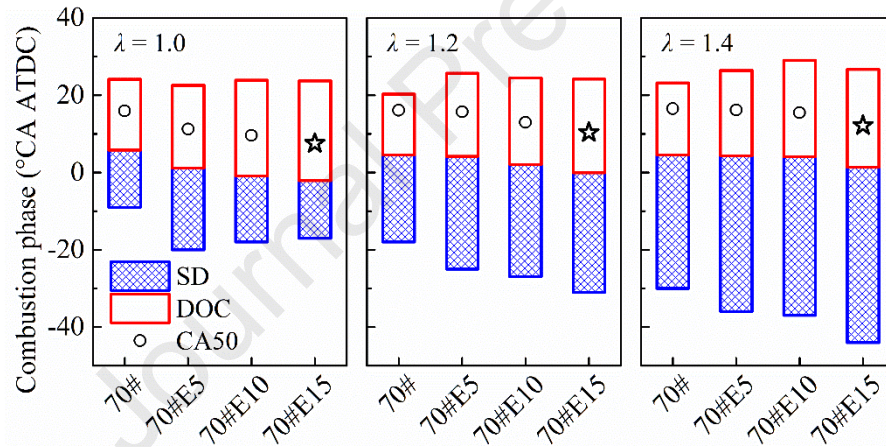 Combustion phase (°CA ATDC)
40
20
0
-20
-40
λ = 1.0
λ = 1.2
λ = 1.4
SD
DOC
CA50
70#
70#E5
70#E10
70#E15
70#
70#E5
70#E10
70#E15
70#
70#E5
70#E10
70#E15
Journal Pre